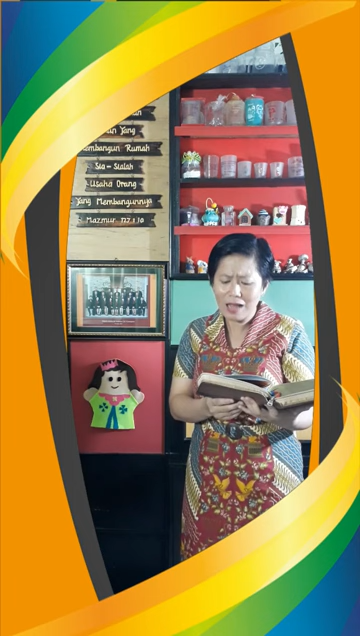 Yang
Membangun Rumah
Sia - Sialah
Usaha Orang
Yang Membangunnya
Mazmur 127:1a